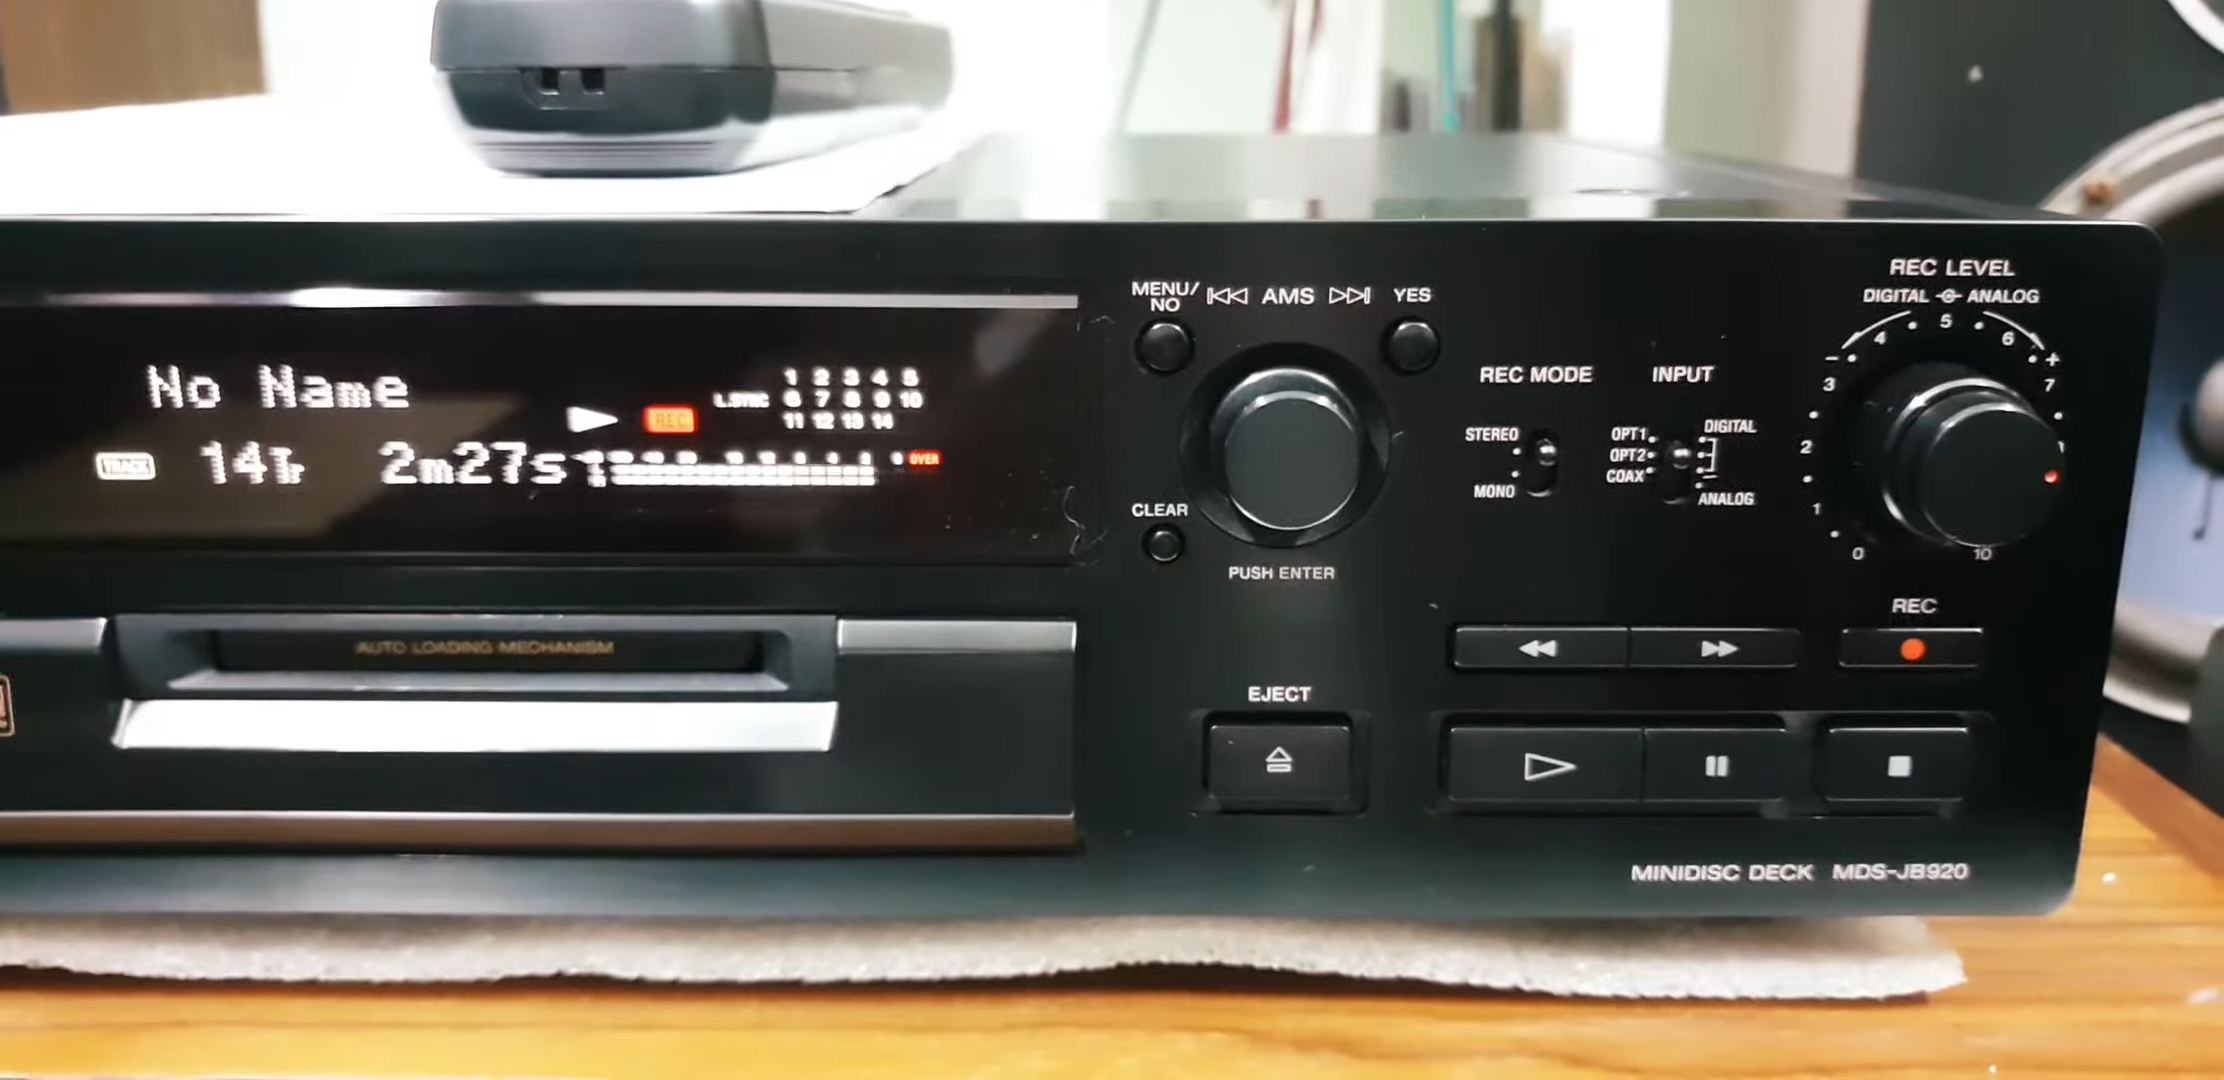 No Name
REC
L.SYNC
1 2 3 4 5
6 7 8 9 10
11 12 13 14
TRACK 14Tr 2m27s
OVER
AUTO LOADING MECHANISM
MENU/
NO
AMS
YES
CLEAR
PUSH ENTER
EJECT
REC MODE
STEREO
MONO
INPUT
OPT1
OPT2
COAX
DIGITAL
ANALOG
REC LEVEL
DIGITAL ANALOG
0 1 2 3 4 5 6 7 10
- +
REC
MINIDISC DECK MDS-JB920